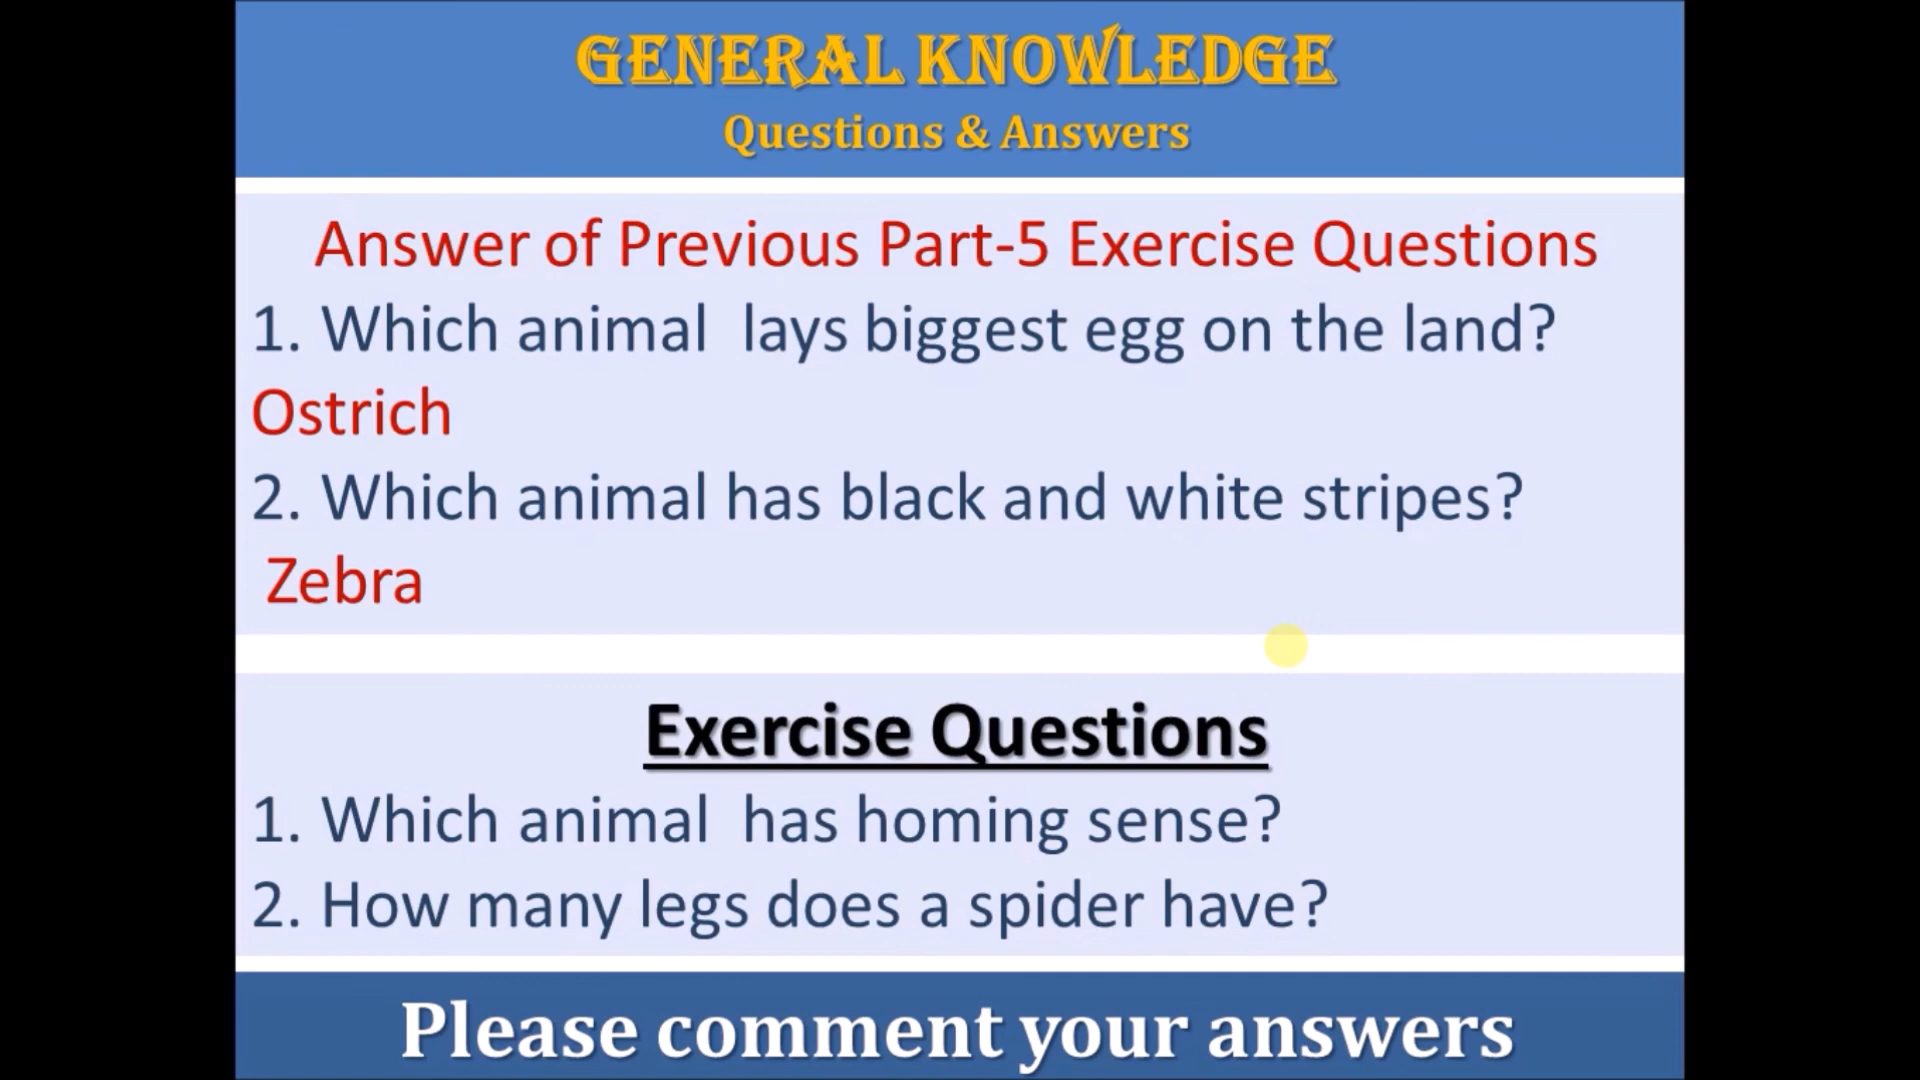 GENERAL KNOWLEDGE
Questions & Answers
Answer of Previous Part-5 Exercise Questions
1. Which animal  lays biggest egg on the land?
Ostrich
2. Which animal has black and white stripes?
Zebra
Exercise Questions
1. Which animal  has homing sense?
2. How many legs does a spider have?
Please comment your answers